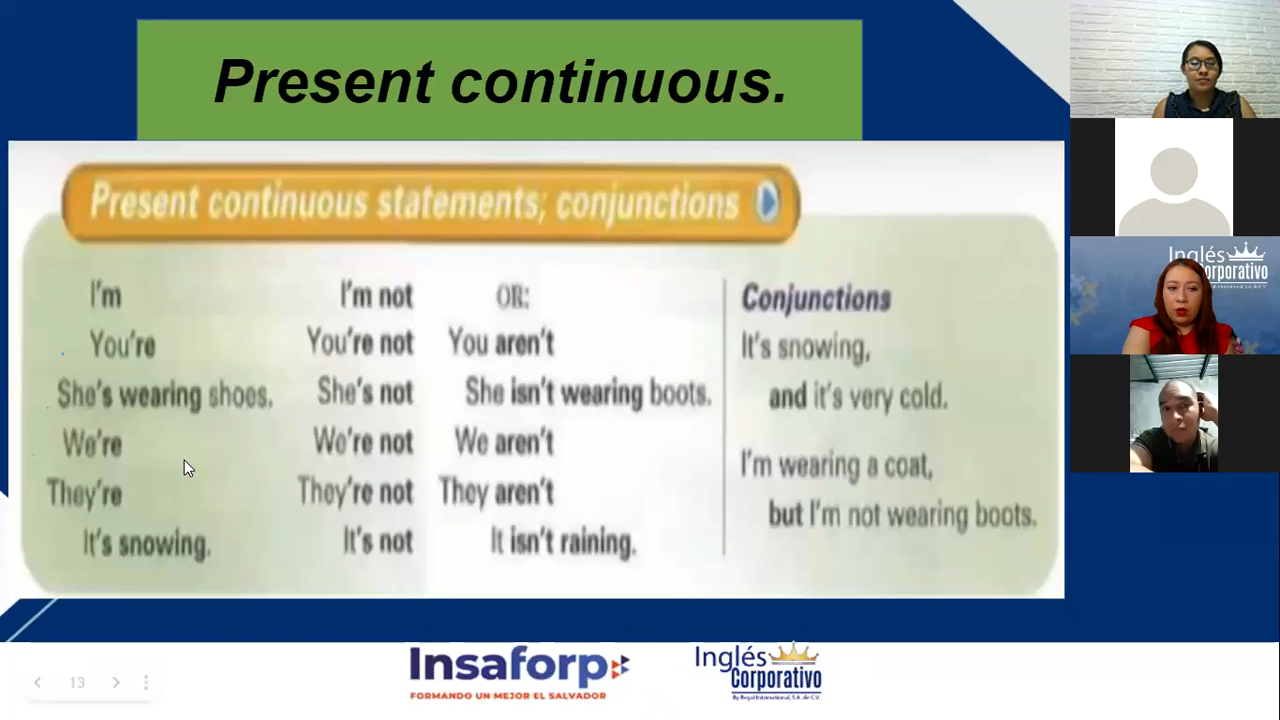 Present continuous.
Present continuous statements; conjunctions
I'm I'm not OR:
You're You're not You aren't
She's wearing shoes. She's not She isn't wearing boots.
We're We're not We aren't
They're They're not They aren't
It's snowing. It's not It isn't raining.
Conjunctions
It's snowing,
and it's very cold.
I'm wearing a coat,
but I'm not wearing boots.
Insaforp
FORMANDO UN MEJOR EL SALVADOR
Inglés
Corporativo
By Regal International, S.A. de C.V.
13
Inglés
orporativo